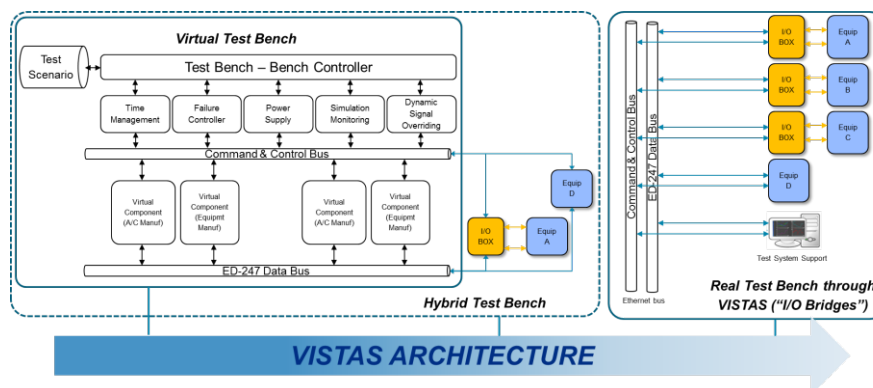 Virtual Test Bench
Test
Scenario
Test Bench – Bench Controller
Time
Management
Failure
Controller
Power
Supply
Simulation
Monitoring
Dynamic
Signal
Overriding
Command & Control Bus
Virtual
Component
(A/C Manuf)
Virtual
Component
(Equipmt
Manuf)
Virtual
Component
(A/C Manuf)
Virtual
Component
(Equipmt
Manuf)
ED-247 Data Bus
I/O
BOX
Equip
A
Equip
D
Hybrid Test Bench
Command & Control Bus
ED-247 Data Bus
Ethernet bus
I/O
BOX
Equip
A
I/O
BOX
Equip
B
I/O
BOX
Equip
C
Equip
D
Test System Support
Real Test Bench through
VISTAS (“I/O Bridges”)
VISTAS ARCHITECTURE